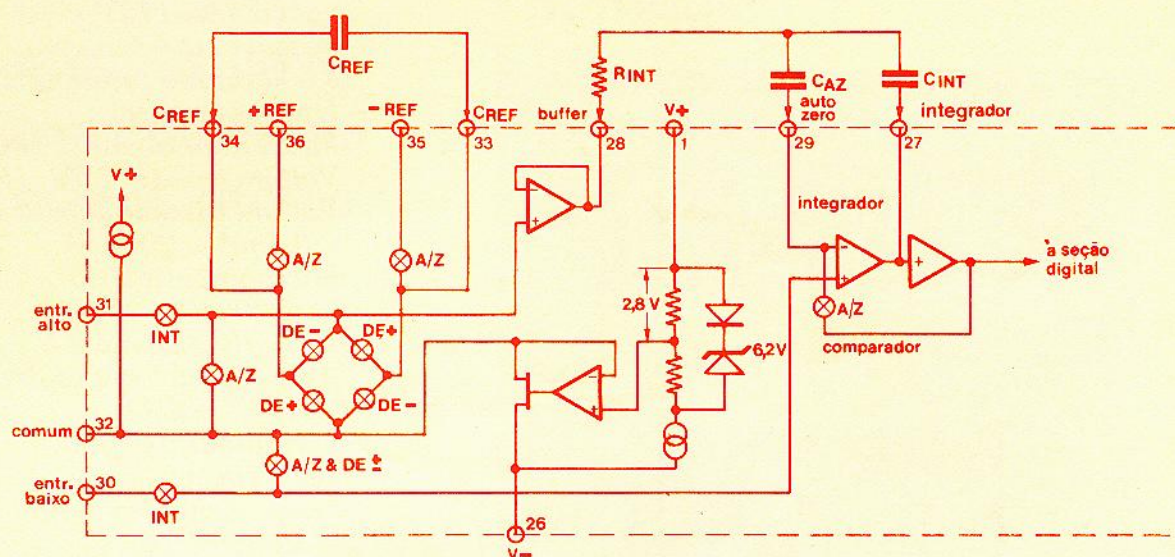 CREF
RINT
CAZ
auto
zero
CINT
integrador
CREF
34
+REF
36
-REF
35
CREF
33
buffer
28
V+
1
29
27
V+
integrador
-
+
-
+
+
A/Z
A/Z
à seção
digital
A/Z
comparador
entr.
alto
31
INT
2,8 V
6,2V
DE-
DE+
A/Z
DE+
DE-
-
+
comum
32
A/Z & DE ±
entr.
baixo
30
INT
26
V-